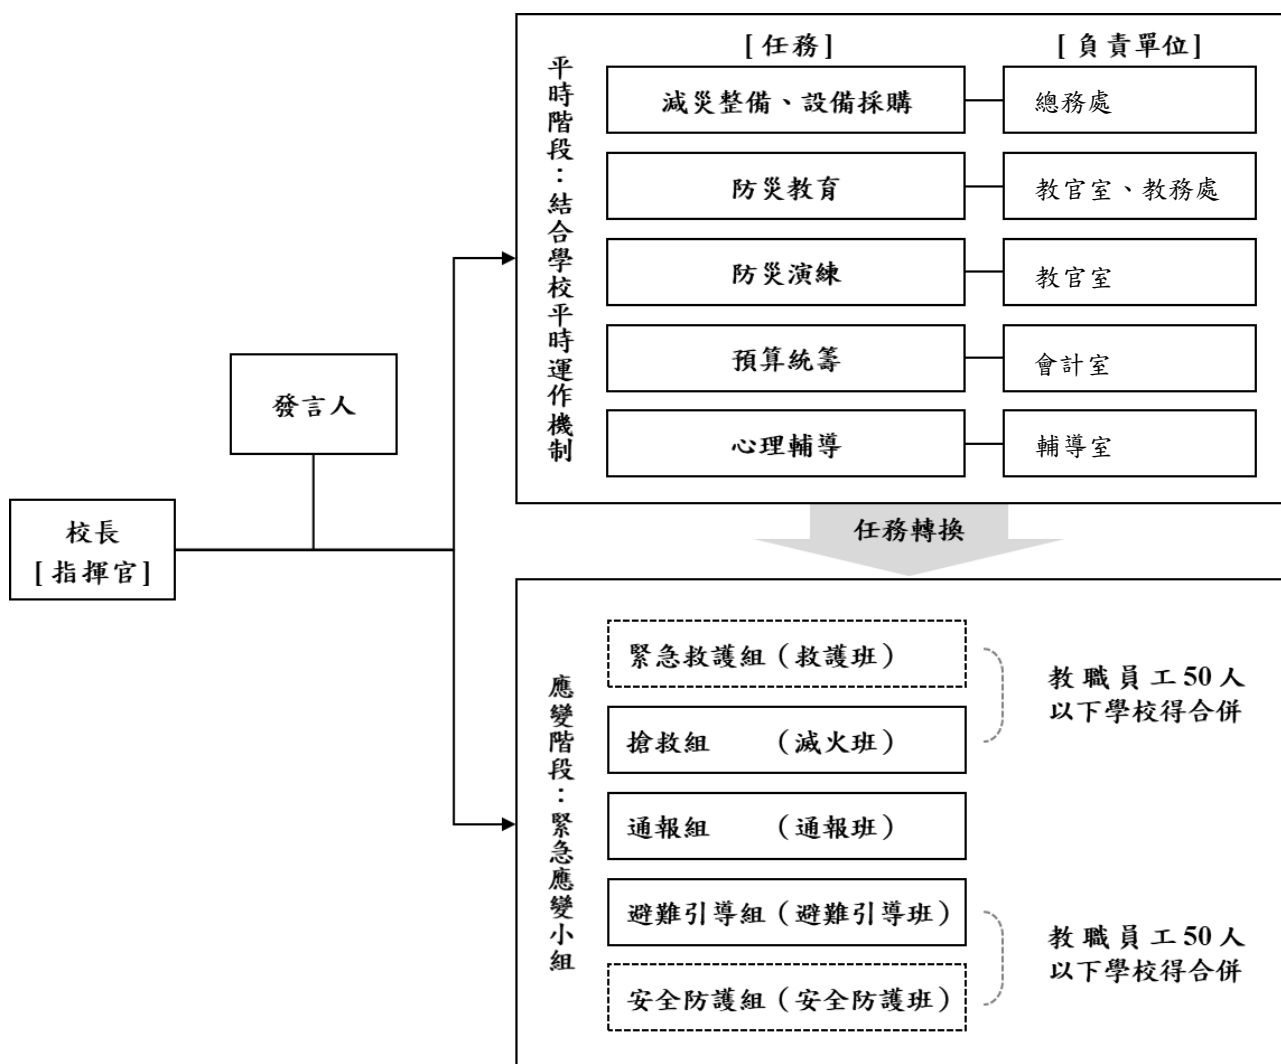 校長
[指揮官]
發言人
平時階段：結合學校平時運作機制
[任務]
[負責單位]
減災整備、設備採購
總務處
防災教育
教官室、教務處
防災演練
教官室
預算統籌
會計室
心理輔導
輔導室
任務轉換
應變階段：緊急應變小組
緊急救護組（救護班）
搶救組　　（滅火班）
教職員工50人
以下學校得合併
通報組　　（通報班）
避難引導組（避難引導班）
安全防護組（安全防護班）
教職員工50人
以下學校得合併